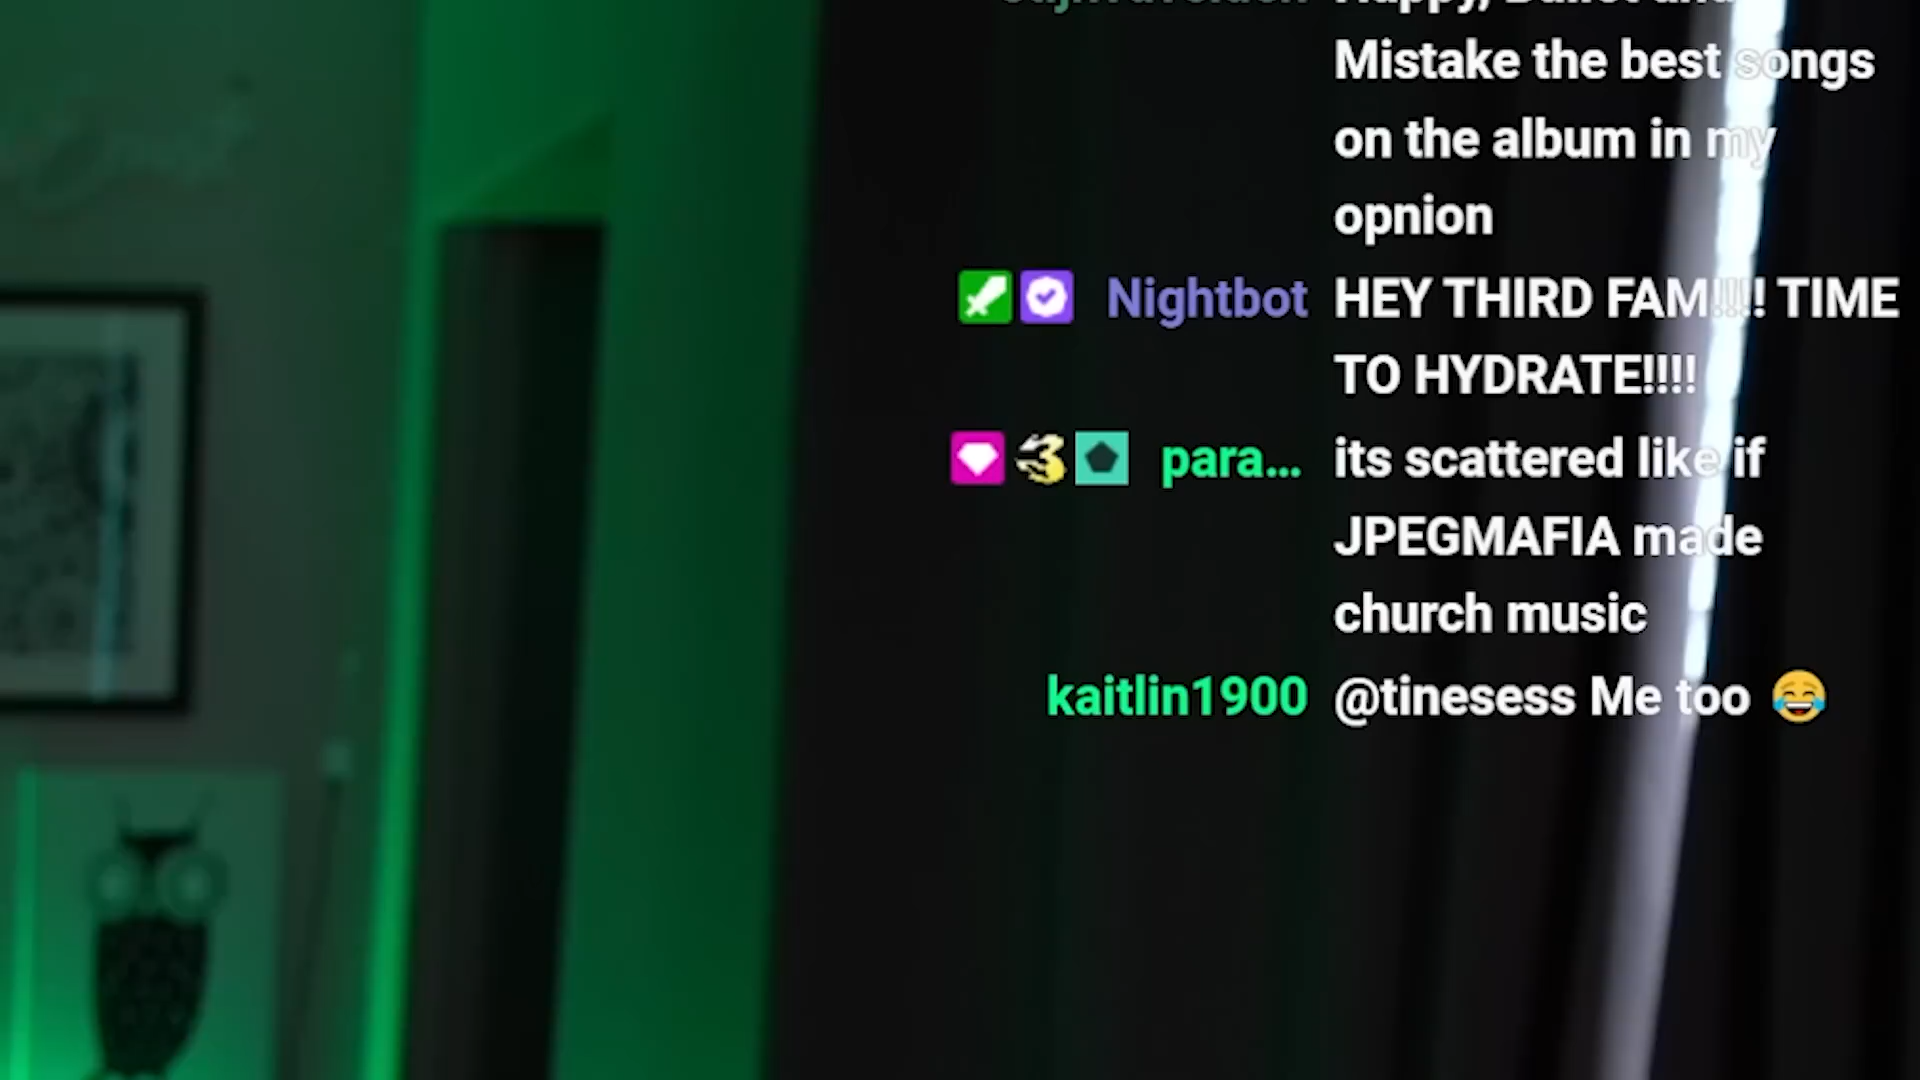 Mistake the best songs
on the album in my
opnion
Nightbot HEY THIRD FAM!!!! TIME
TO HYDRATE!!!!
para... its scattered like if
JPEGMAFIA made
church music
kaitlin1900 @tinesess Me too 😂